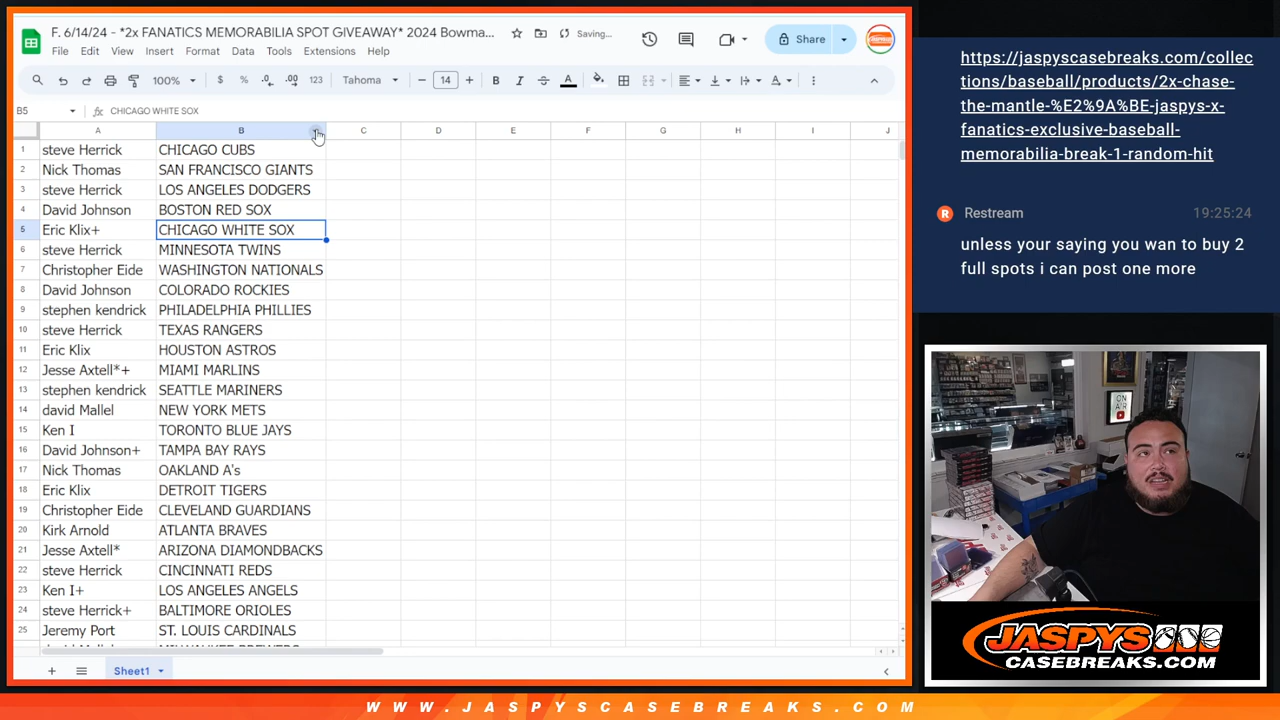 F. 6/14/24 - *2x FANATICS MEMORABILIA SPOT GIVEAWAY* 2024 Bowma...
Saving...
Share
File Edit View Insert Format Data Tools Extensions Help
100% $ % .0 .00 123 Tahoma - 14 + B I S A
B5 fx CHICAGO WHITE SOX
A B C D E F G H I J
1 steve Herrick CHICAGO CUBS
2 Nick Thomas SAN FRANCISCO GIANTS
3 steve Herrick LOS ANGELES DODGERS
4 David Johnson BOSTON RED SOX
5 Eric Klix+ CHICAGO WHITE SOX
6 steve Herrick MINNESOTA TWINS
7 Christopher Eide WASHINGTON NATIONALS
8 David Johnson COLORADO ROCKIES
9 stephen kendrick PHILADELPHIA PHILLIES
10 steve Herrick TEXAS RANGERS
11 Eric Klix HOUSTON ASTROS
12 Jesse Axtell*+ MIAMI MARLINS
13 stephen kendrick SEATTLE MARINERS
14 david Mallel NEW YORK METS
15 Ken I TORONTO BLUE JAYS
16 David Johnson+ TAMPA BAY RAYS
17 Nick Thomas OAKLAND A's
18 Eric Klix DETROIT TIGERS
19 Christopher Eide CLEVELAND GUARDIANS
20 Kirk Arnold ATLANTA BRAVES
21 Jesse Axtell* ARIZONA DIAMONDBACKS
22 steve Herrick CINCINNATI REDS
23 Ken I+ LOS ANGELES ANGELS
24 steve Herrick+ BALTIMORE ORIOLES
25 Jeremy Port ST. LOUIS CARDINALS
Sheet1
https://jaspyscasebreaks.com/collec
tions/baseball/products/2x-chase-
the-mantle-%E2%9A%BE-jaspys-x-
fanatics-exclusive-baseball-
memorabilia-break-1-random-hit
Restream 19:25:24
unless your saying you wan to buy 2
full spots i can post one more
ON
AIR
JASPYS
CASEBREAKS.COM
WWW.JASPYSCASEBREAKS.COM